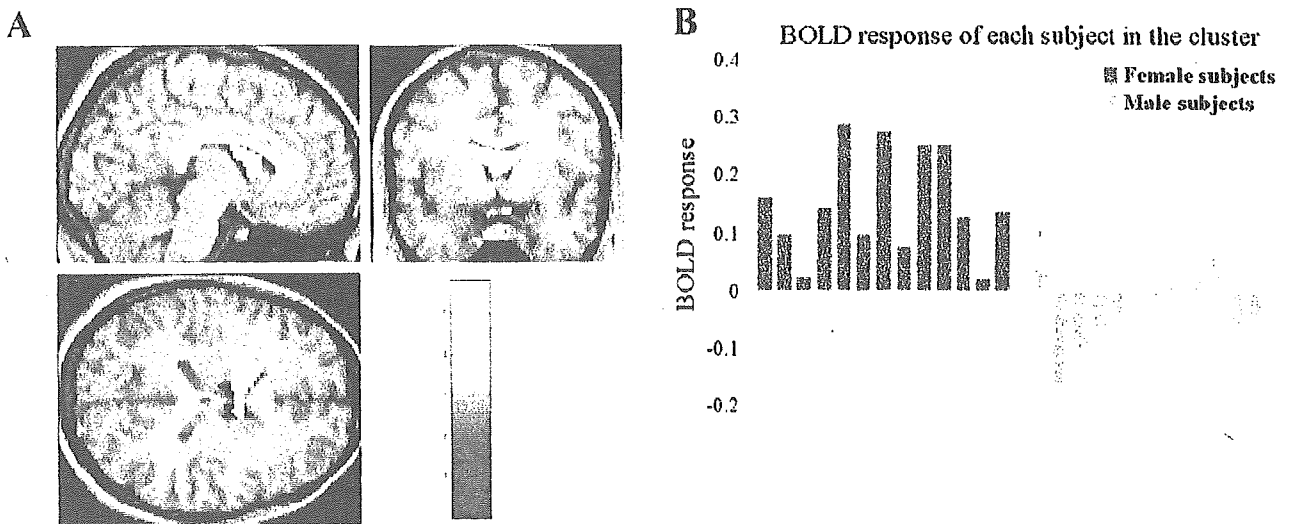 A
B
BOLD response of each subject in the cluster
Female subjects
Male subjects
BOLD response
0.4
0.3
0.2
0.1
0
-0.1
-0.2